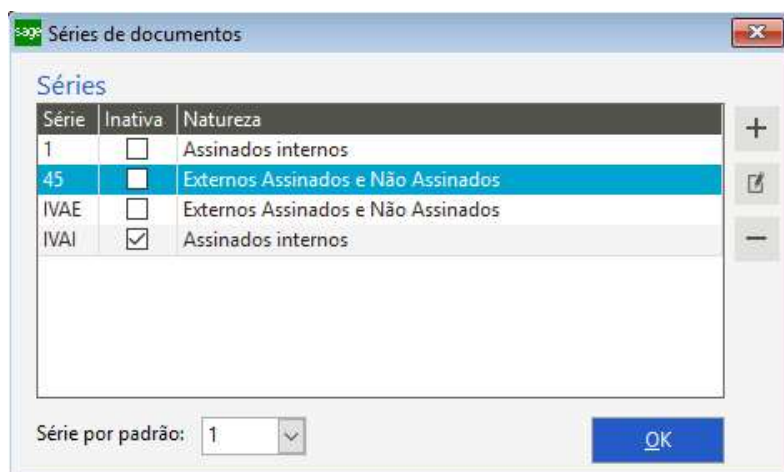 sage Séries de documentos
Séries
Série Inativa Natureza
1 Assinados internos
45 Externos Assinados e Não Assinados
IVAE Externos Assinados e Não Assinados
IVAI Assinados internos
Série por padrão: 1 OK